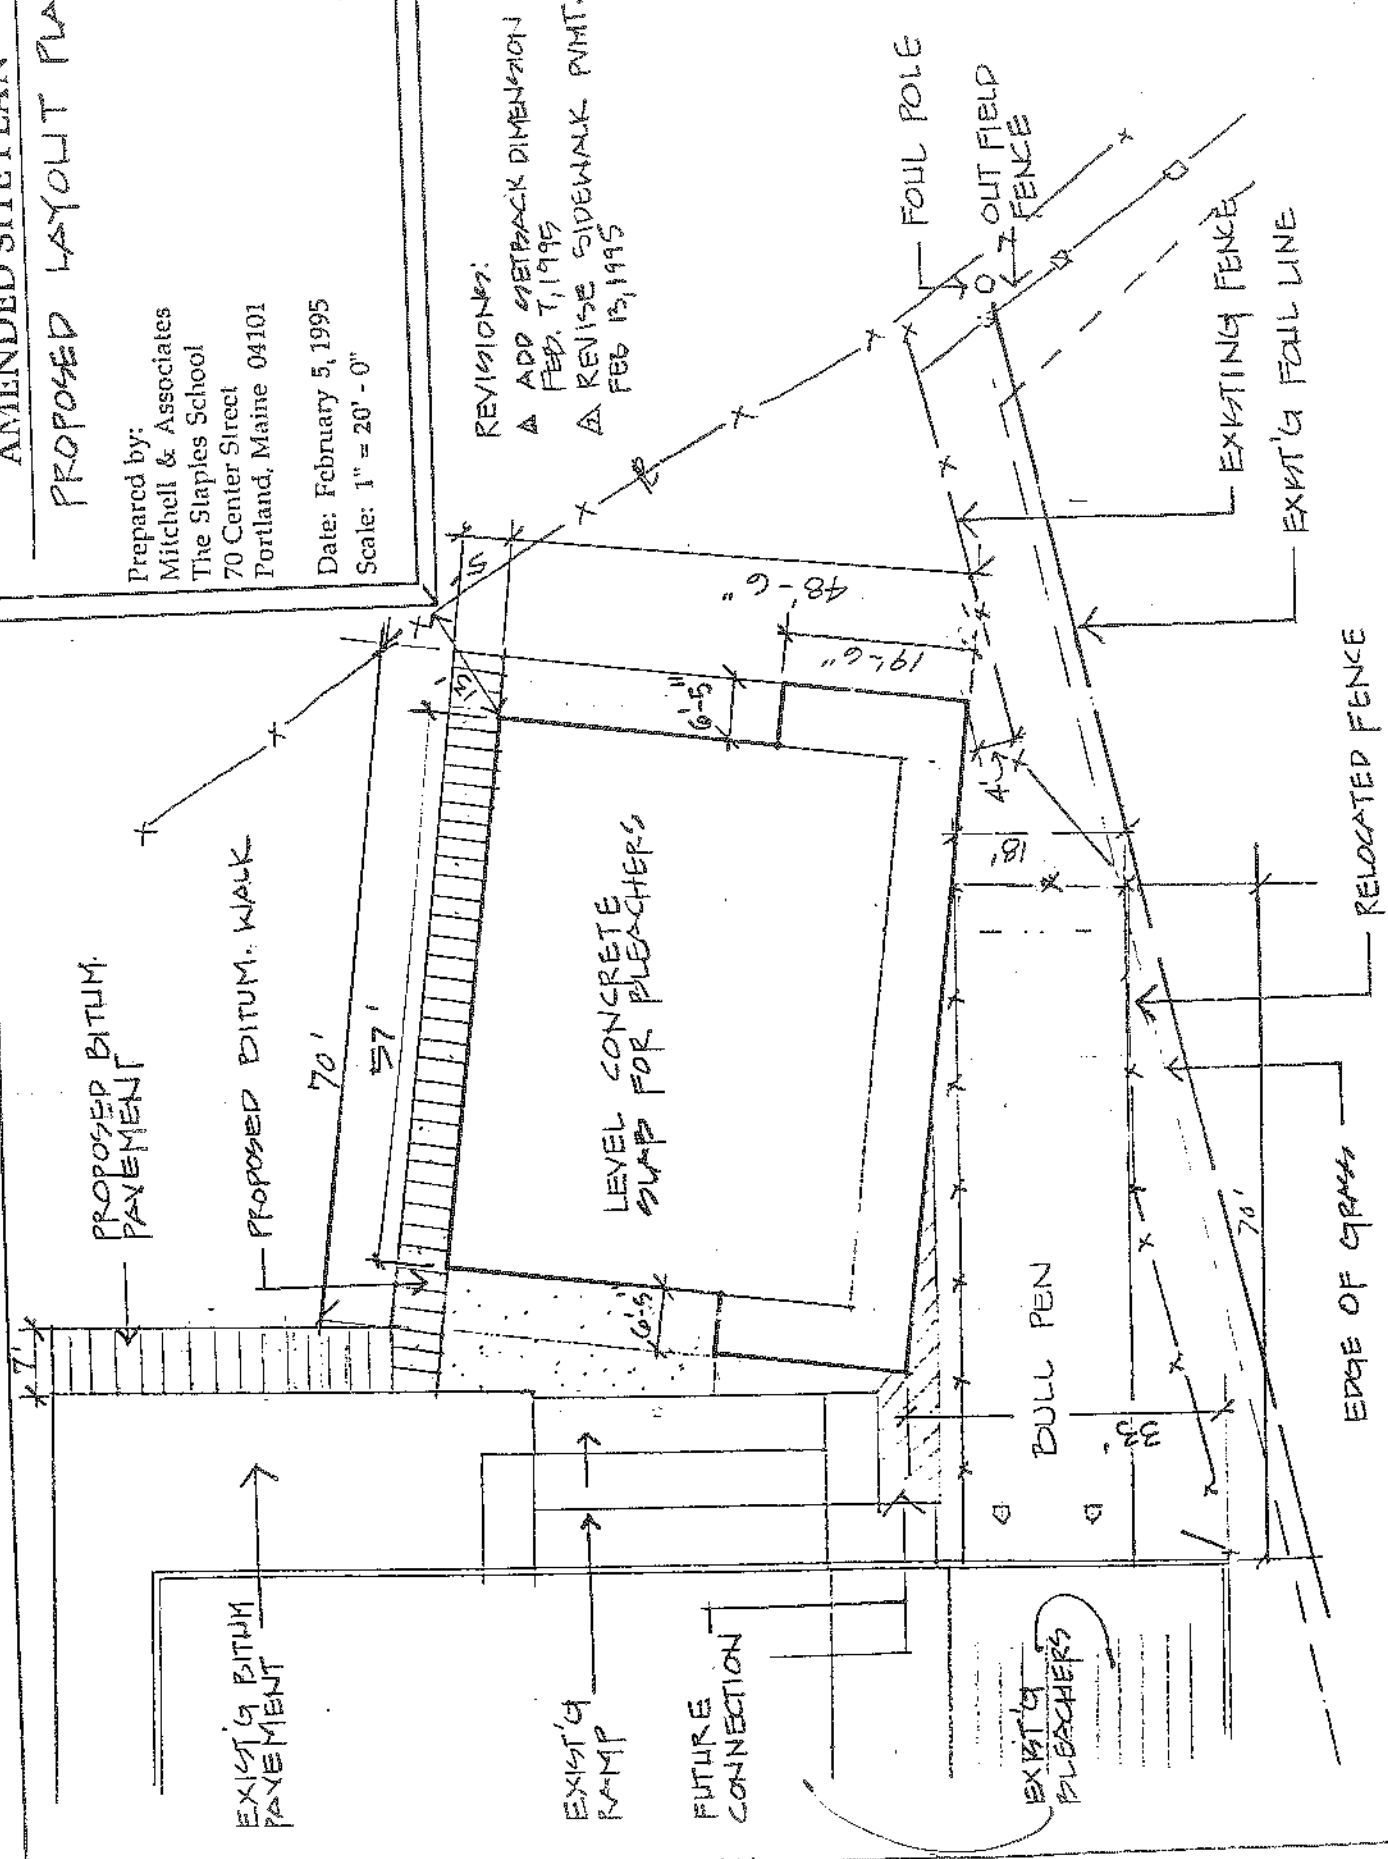 AMENDED SITE PLAN
PROPOSED LAYOUT PLA
Prepared by:
Mitchell & Associates
The Staples School
70 Center Street
Portland, Maine 04101
Date: February 5, 1995
Scale: 1" = 20' - 0"
REVISIONS:
ADD SETBACK DIMENSION
FEB. 7, 1995
REVISE SIDEWALK PVMT.
FEB 13, 1995
PROPOSED BITUM.
PAVEMENT
PROPOSED BITUM. WALK
7'
70'
57'
13'
5'
48'-6"
19'-6"
6'-5"
6'-5"
LEVEL CONCRETE
SLAB FOR BLEACHERS
4'
18'
33'
70'
BULL PEN
FOUL POLE
OUT FIELD
FENCE
EXISTING FENCE
EXIST'G FOUL LINE
RELOCATED FENCE
EDGE OF GRASS
EXIST'G BITUM
PAVEMENT
EXIST'G
RAMP
FUTURE
CONNECTION
EXIST'G
BLEACHERS